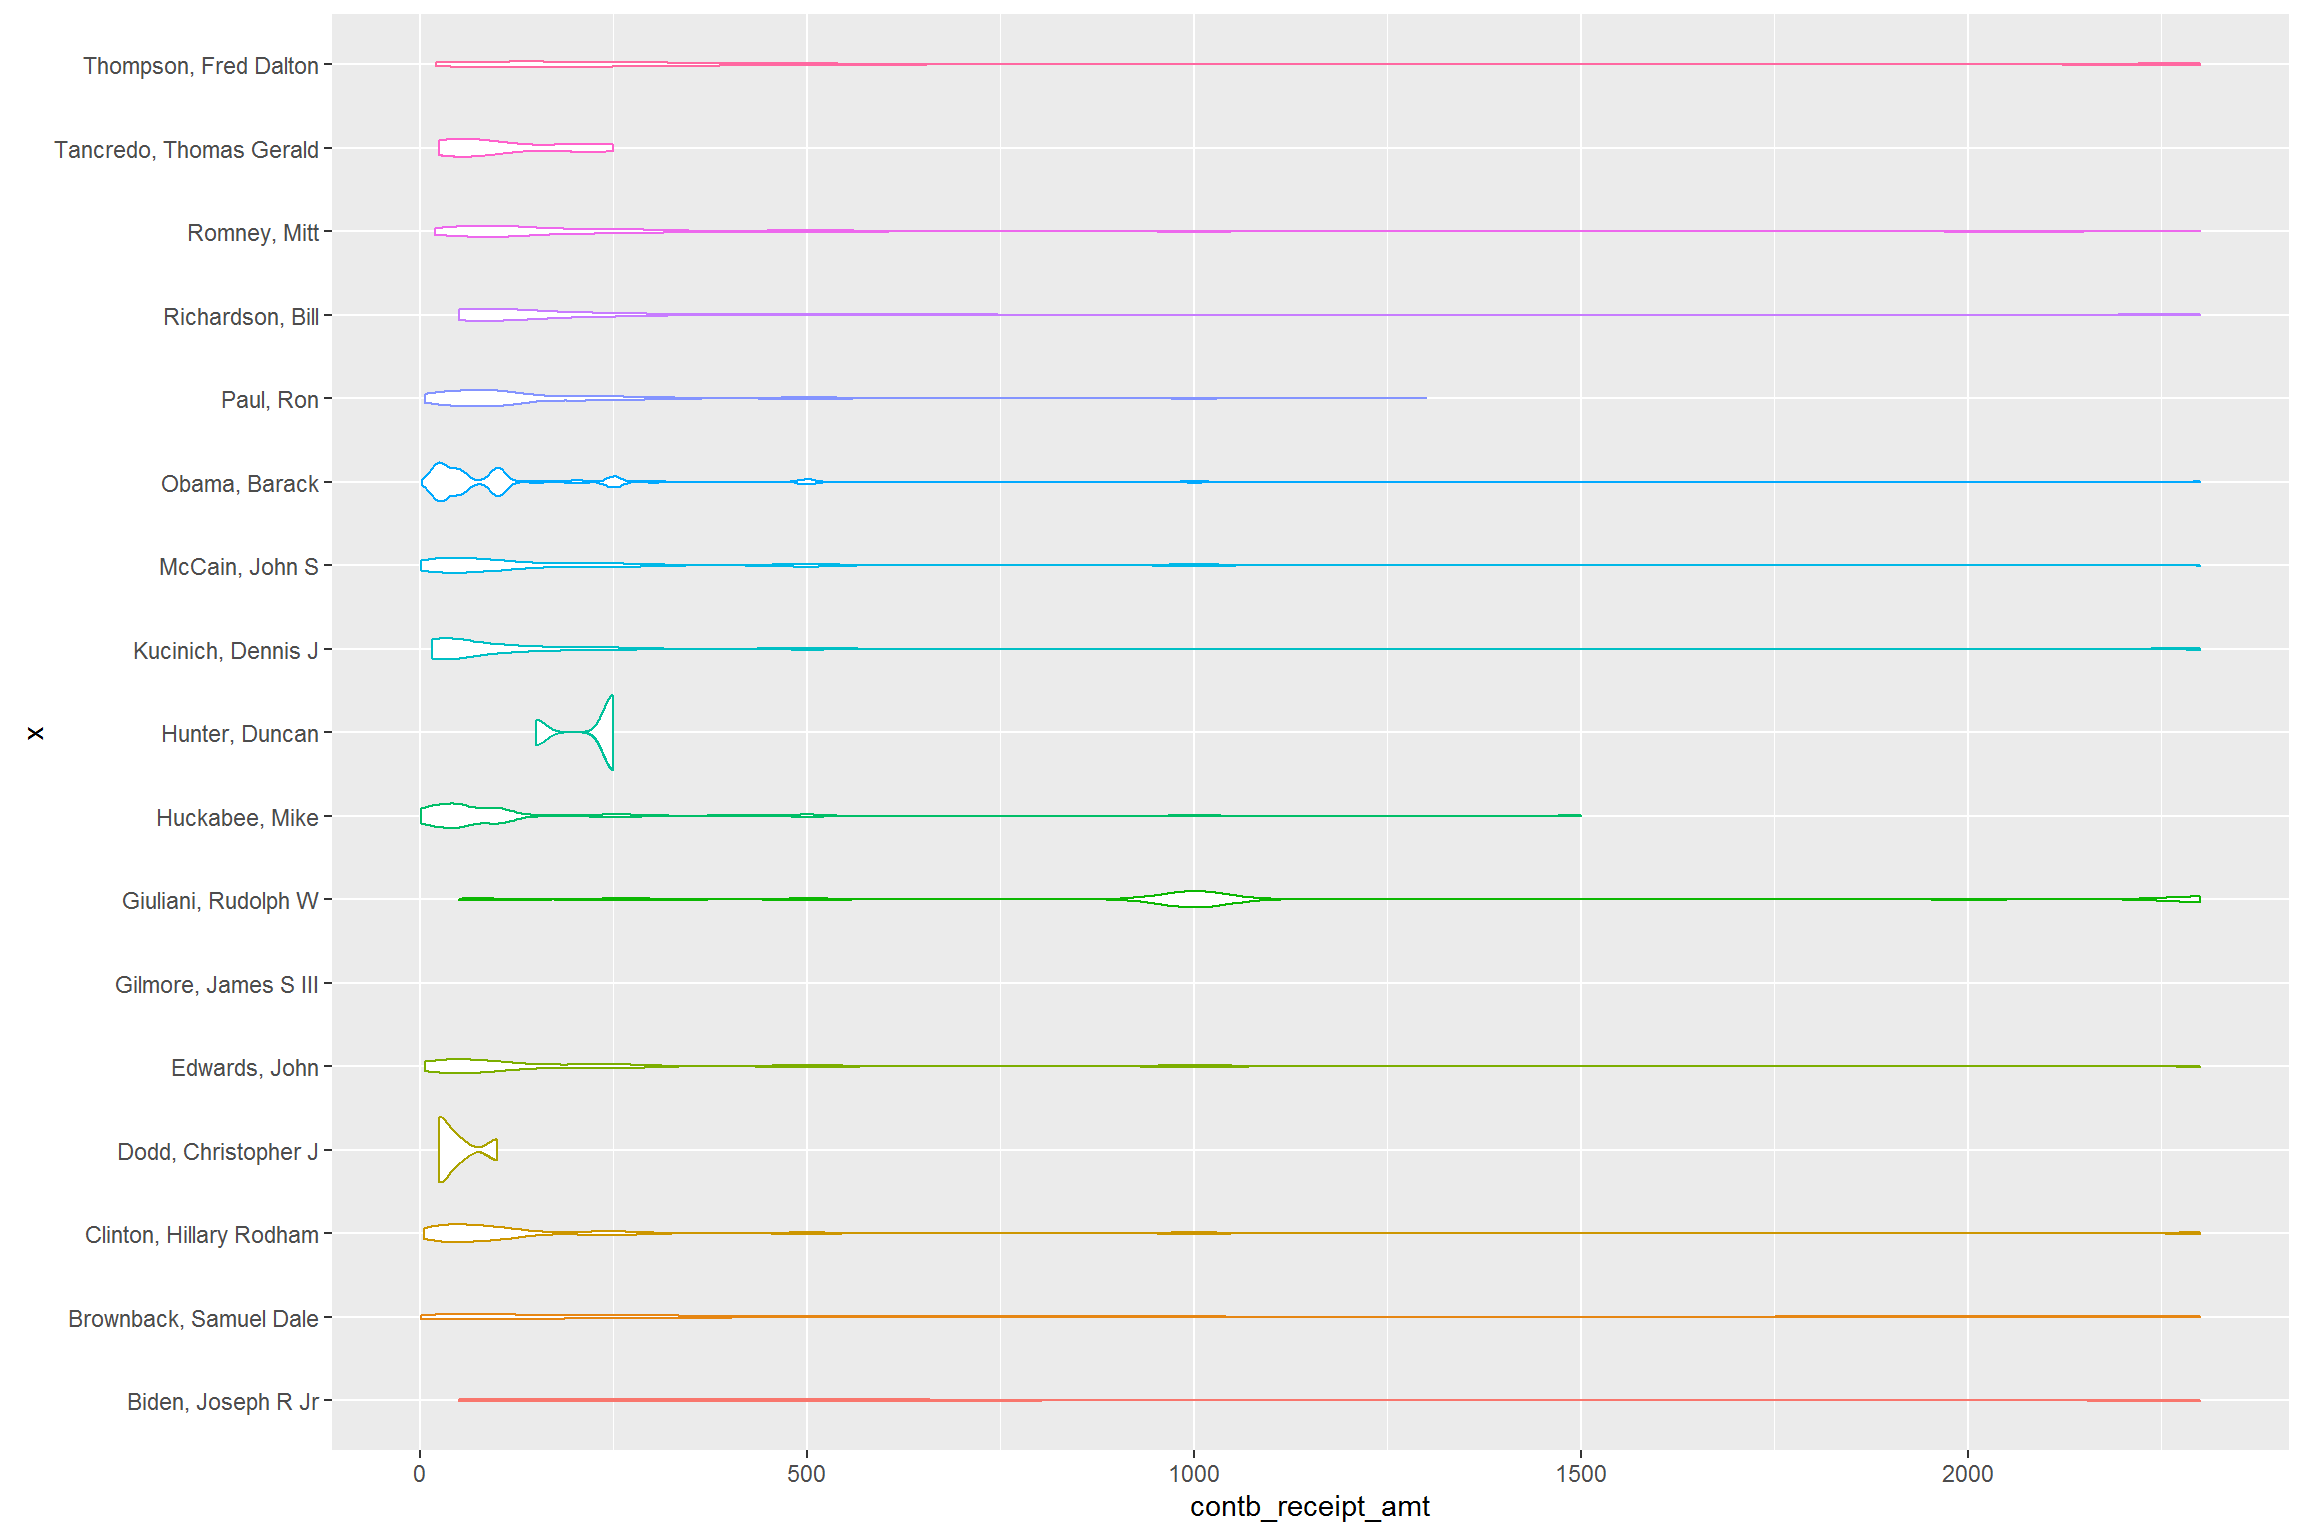 Thompson, Fred Dalton
Tancredo, Thomas Gerald
Romney, Mitt
Richardson, Bill
Paul, Ron
Obama, Barack
McCain, John S
Kucinich, Dennis J
Hunter, Duncan
Huckabee, Mike
Giuliani, Rudolph W
Gilmore, James S III
Edwards, John
Dodd, Christopher J
Clinton, Hillary Rodham
Brownback, Samuel Dale
Biden, Joseph R Jr
x
0 500 1000 1500 2000
contb_receipt_amt